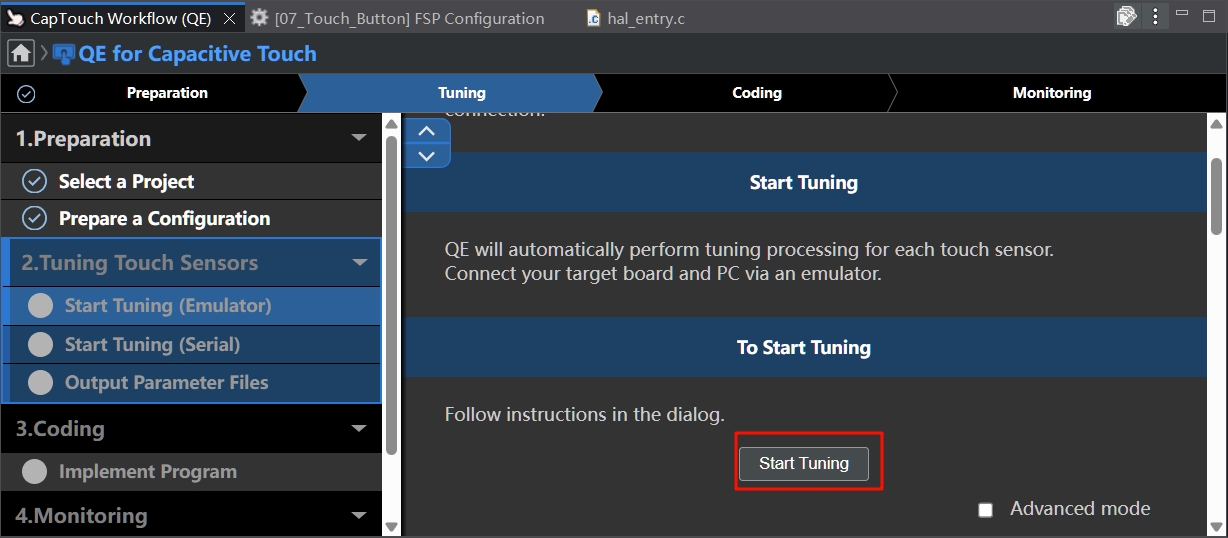 CapTouch Workflow (QE)
[07_Touch_Button] FSP Configuration
hal_entry.c
QE for Capacitive Touch
Preparation
Tuning
Coding
Monitoring
1.Preparation
Select a Project
Prepare a Configuration
2.Tuning Touch Sensors
Start Tuning (Emulator)
Start Tuning (Serial)
Output Parameter Files
3.Coding
Implement Program
4.Monitoring
connection.
Start Tuning
QE will automatically perform tuning processing for each touch sensor.
Connect your target board and PC via an emulator.
To Start Tuning
Follow instructions in the dialog.
Start Tuning
Advanced mode